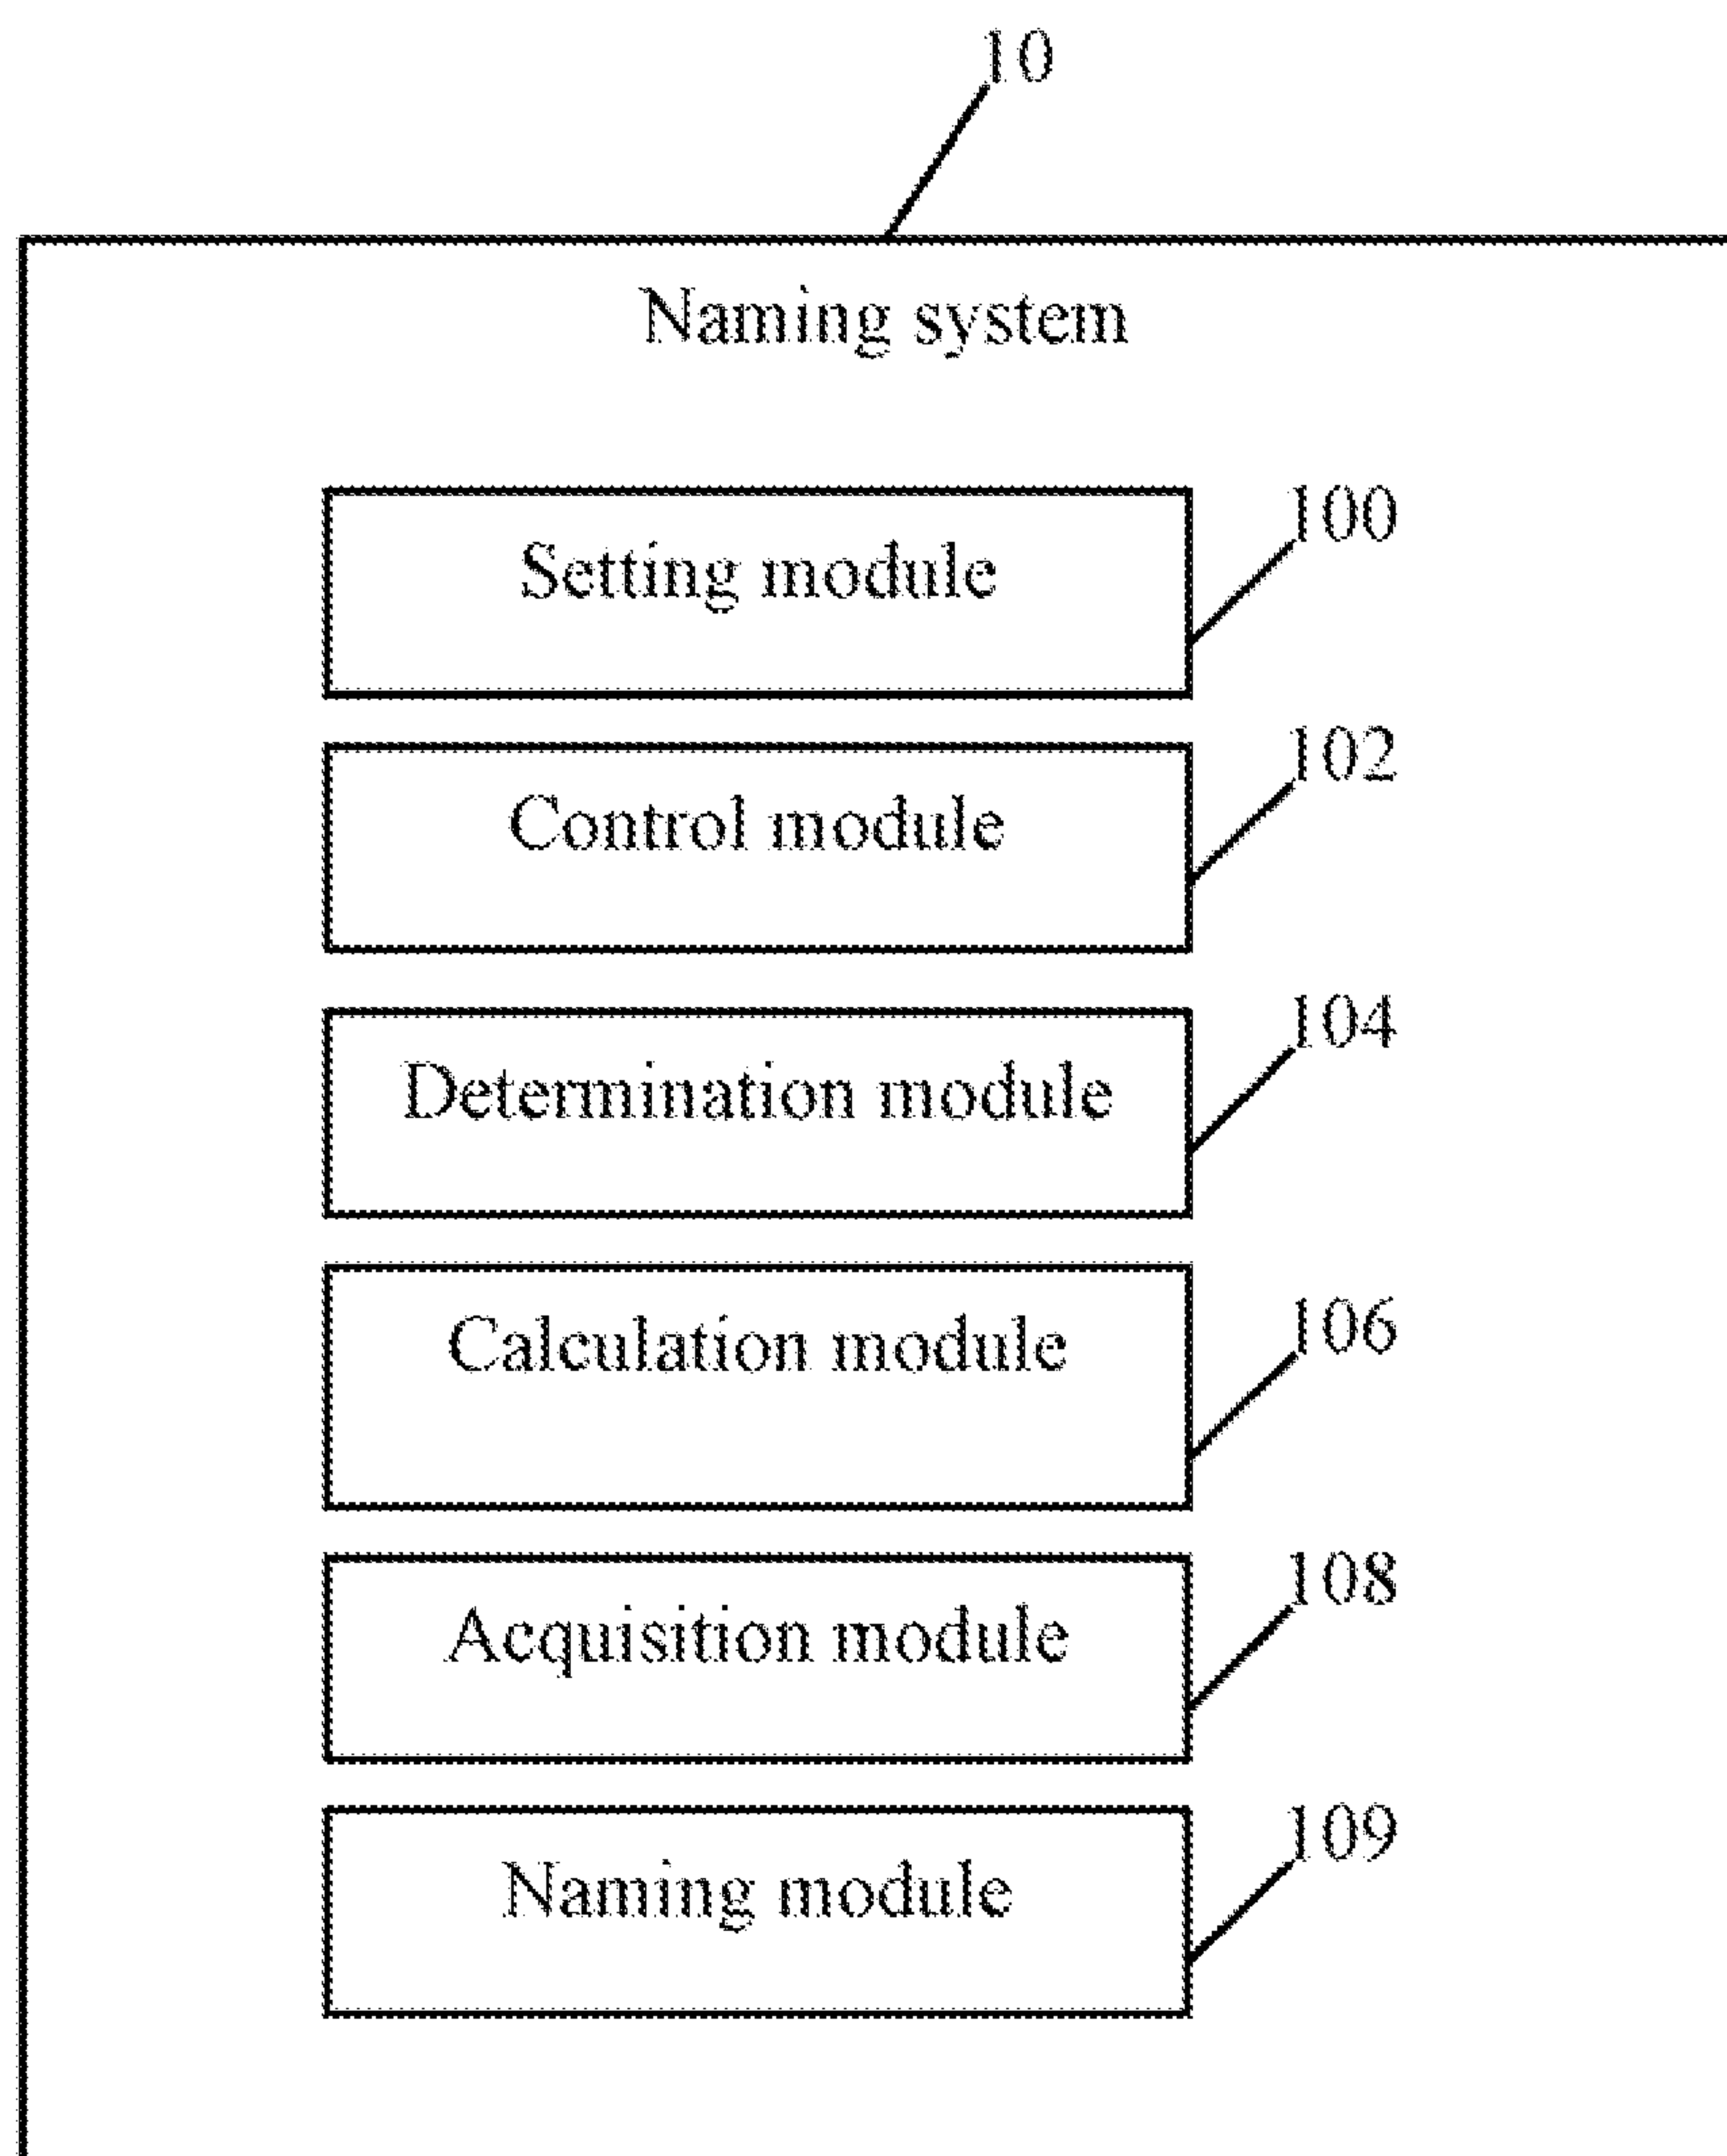 10
Naming system
100
Setting module
102
Control module
104
Determination module
106
Calculation module
108
Acquisition module
109
Naming module